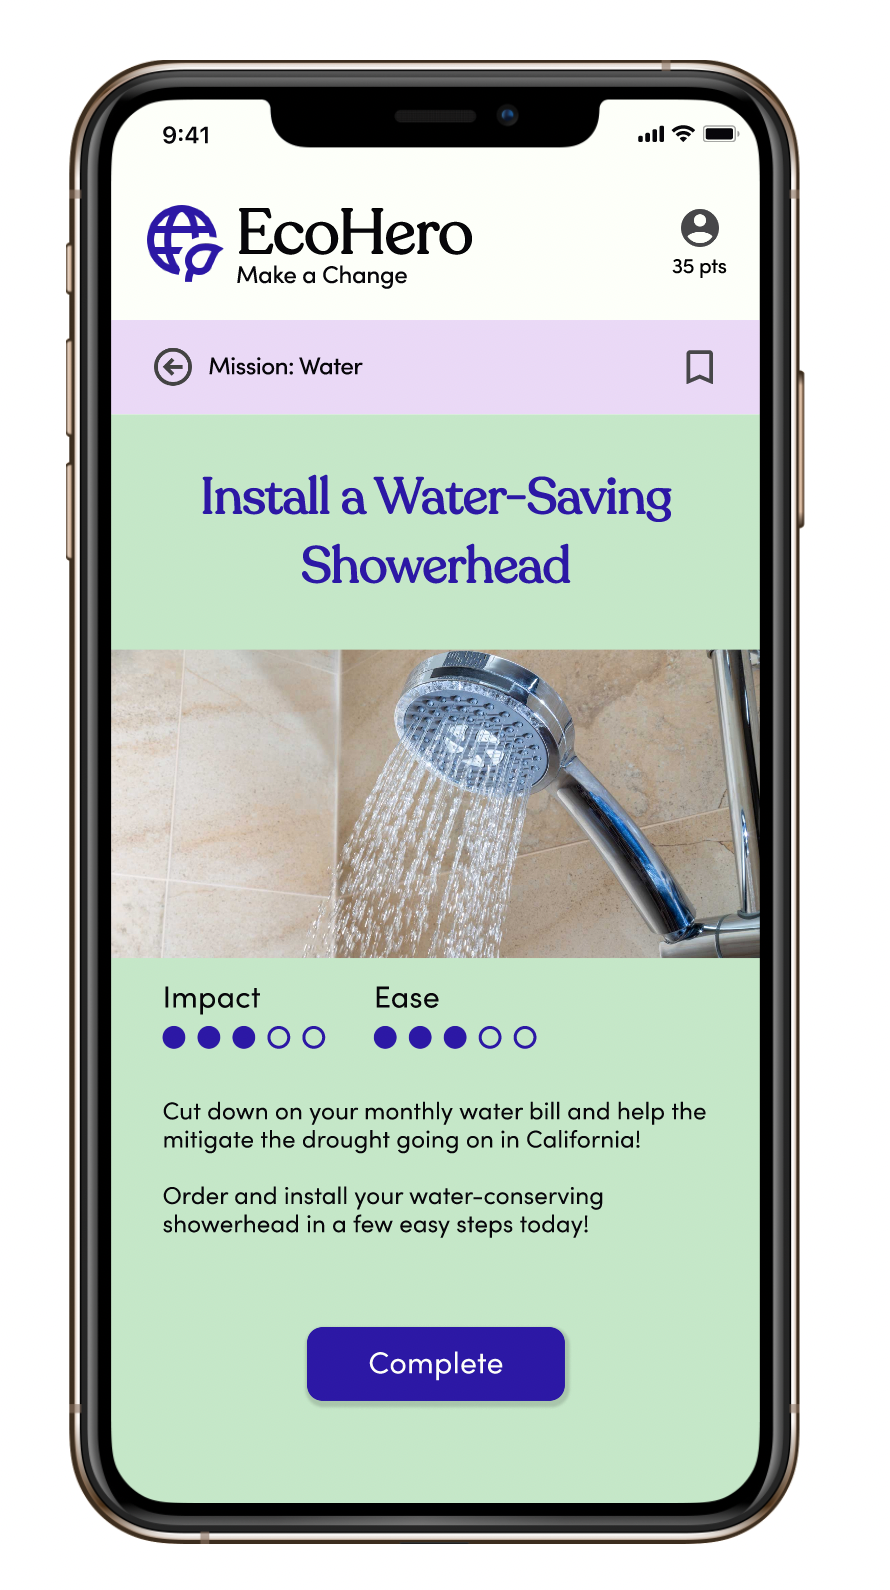 9:41
EcoHero
Make a Change
35 pts
Mission: Water
Install a Water-Saving
Showerhead
Impact
Ease
Cut down on your monthly water bill and help the
mitigate the drought going on in California!
Order and install your water-conserving
showerhead in a few easy steps today!
Complete